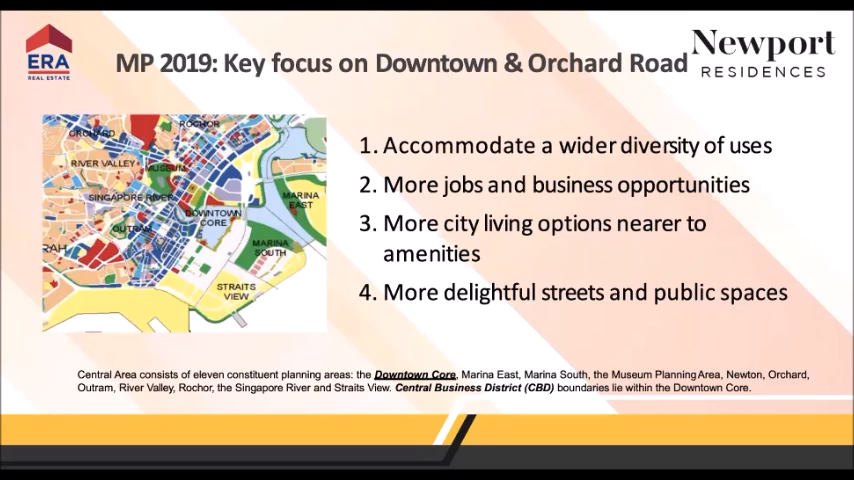 ERA
REAL ESTATE
MP 2019: Key focus on Downtown & Orchard Road
Newport
RESIDENCES
ORCHARD
ROCHOR
RIVER VALLEY
MUSEUM
SINGAPORE RIVER
DOWNTOWN
CORE
MARINA
EAST
OUTRAM
RAH
MARINA
SOUTH
STRAITS
VIEW
1. Accommodate a wider diversity of uses
2. More jobs and business opportunities
3. More city living options nearer to
amenities
4. More delightful streets and public spaces
Central Area consists of eleven constituent planning areas: the Downtown Core, Marina East, Marina South, the Museum Planning Area, Newton, Orchard,
Outram, River Valley, Rochor, the Singapore River and Straits View. Central Business District (CBD) boundaries lie within the Downtown Core.